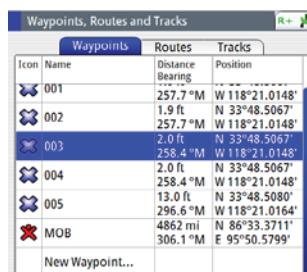 Waypoints, Routes and Tracks R+
Waypoints Routes Tracks
Icon Name Distance Bearing Position
001 257.7 °M W 118°21.0148'
002 1.9 ft N 33°48.5067'
257.7 °M W 118°21.0148'
003 2.0 ft N 33°48.5067'
258.4 °M W 118°21.0148'
004 2.0 ft N 33°48.5067'
258.4 °M W 118°21.0148'
005 13.0 ft N 33°48.5080'
296.6 °M W 118°21.0164'
MOB 4862 mi N 86°33.3711'
306.1 °M E 95°50.5799'
New Waypoint...